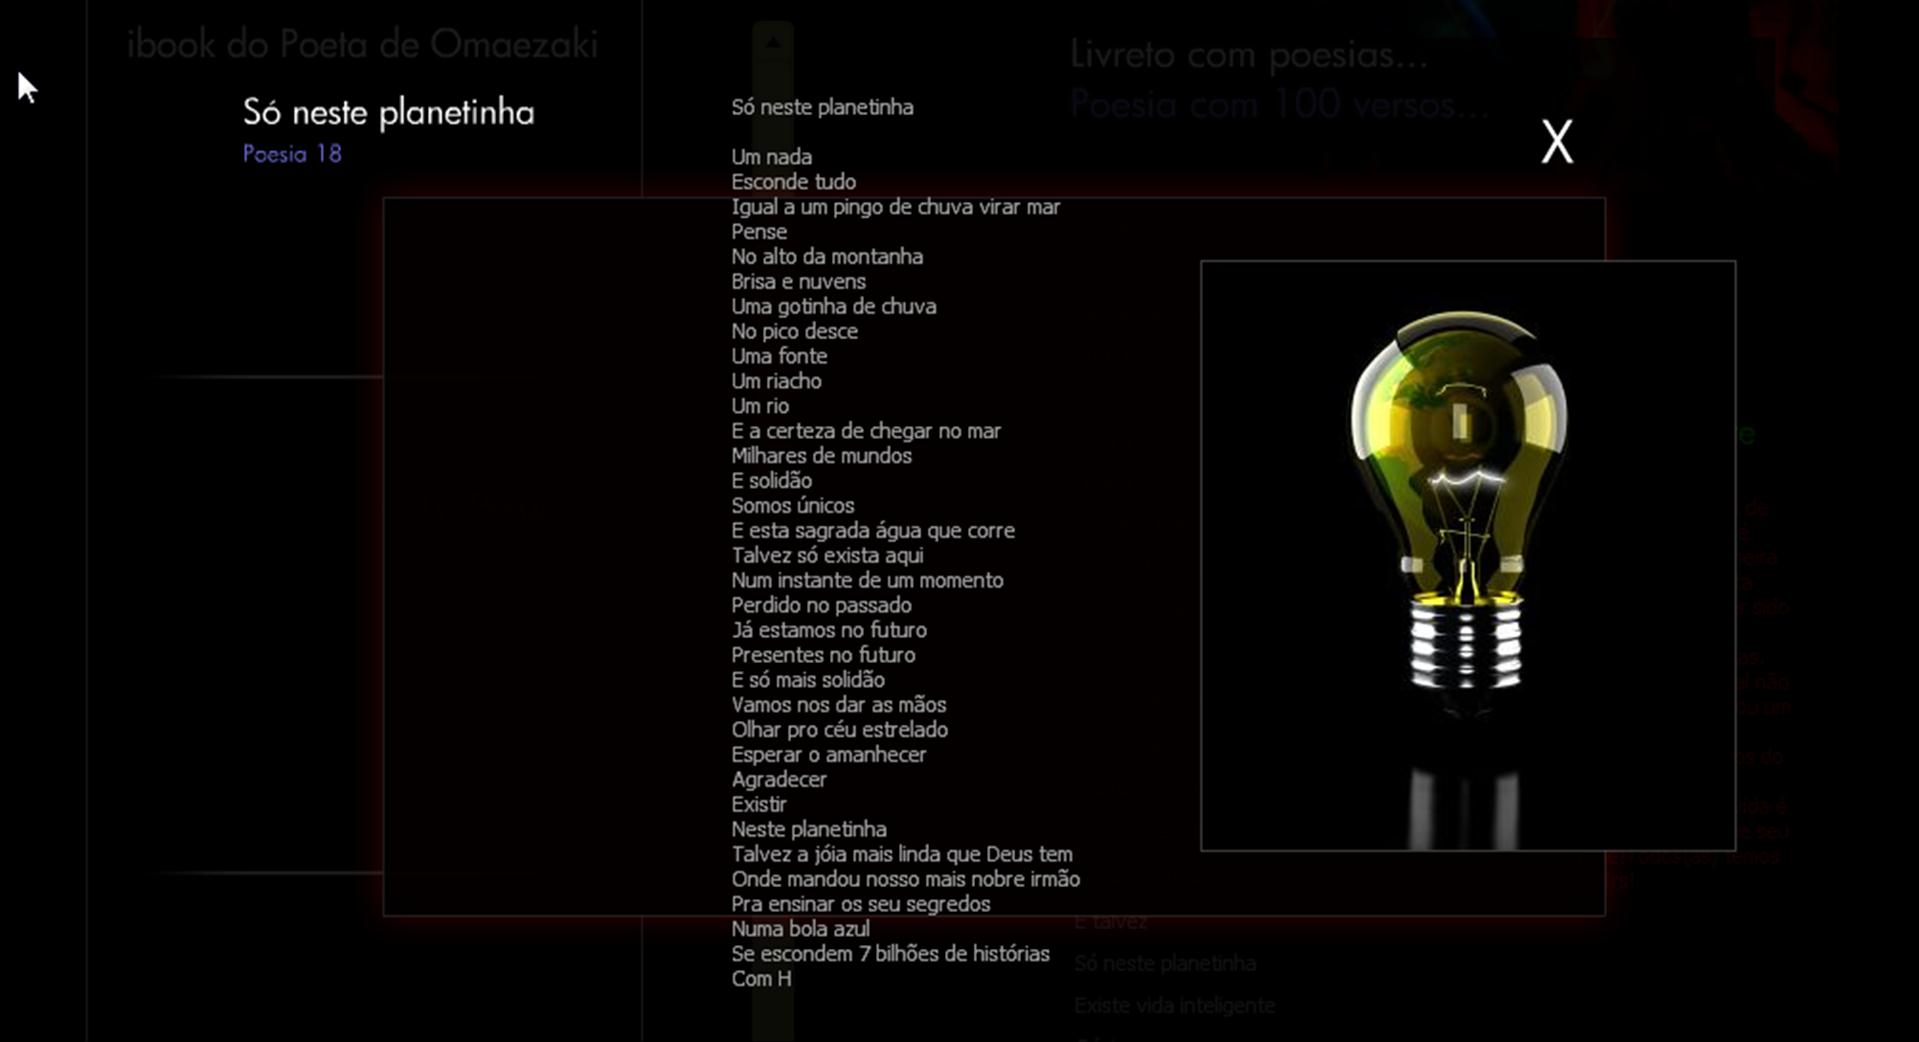 ibook do Poeta de Omaezaki
Só neste planetinha
Poesia 18
Livreto com poesias...
Poesia com 100 versos...
X
Só neste planetinha
Um nada
Esconde tudo
Igual a um pingo de chuva virar mar
Pense
No alto da montanha
Brisa e nuvens
Uma gotinha de chuva
No pico desce
Uma fonte
Um riacho
Um rio
E a certeza de chegar no mar
Milhares de mundos
E solidão
Somos únicos
E esta sagrada água que corre
Talvez só exista aqui
Num instante de um momento
Perdido no passado
Já estamos no futuro
Presentes no futuro
E só mais solidão
Vamos nos dar as mãos
Olhar pro céu estrelado
Esperar o amanhecer
Agradecer
Existir
Neste planetinha
Talvez a jóia mais linda que Deus tem
Onde mandou nosso mais nobre irmão
Pra ensinar os seu segredos
Numa bola azul
Se escondem 7 bilhões de histórias
Com H
E talvez
Só neste planetinha
Existe vida inteligente